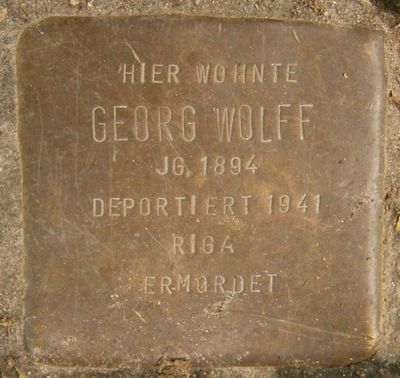 HIER WOHNTE
GEORG WOLFF
JG. 1894
DEPORTIERT 1941
RIGA
ERMORDET